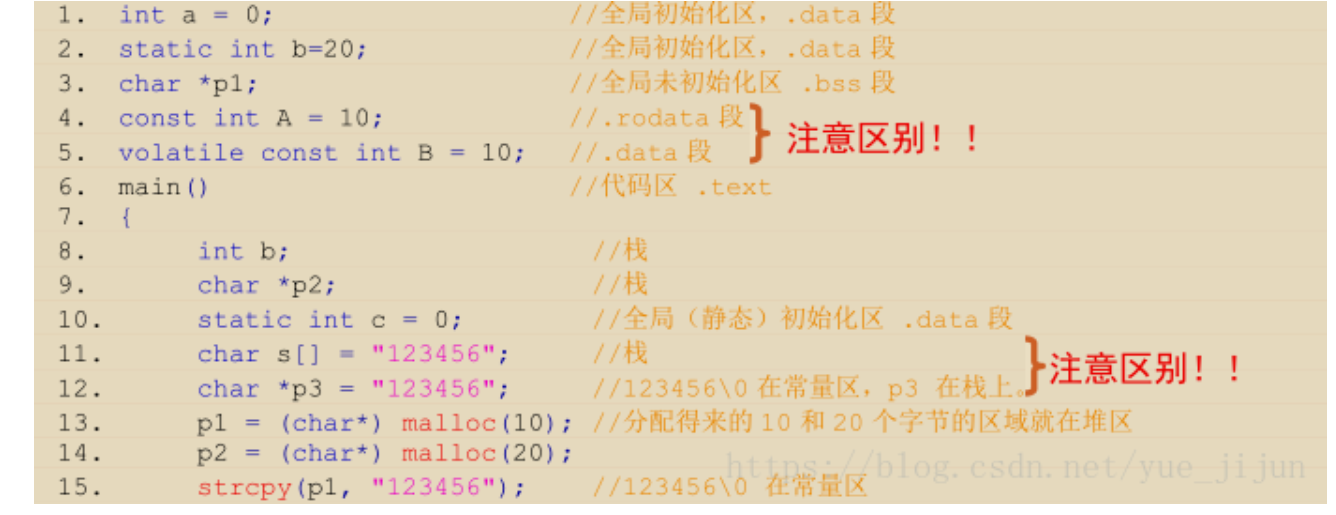 1. int a = 0; //全局初始化区，.data 段
2. static int b=20; //全局初始化区，.data 段
3. char *p1; //全局未初始化区 .bss 段
4. const int A = 10; //.rodata 段
注意区别！！
5. volatile const int B = 10; //.data 段
6. main() //代码区 .text
7. {
8. int b; //栈
9. char *p2; //栈
10. static int c = 0; //全局（静态）初始化区 .data 段
11. char s[] = "123456"; //栈
注意区别！！
12. char *p3 = "123456"; //123456\0 在常量区，p3 在栈上。
13. p1 = (char*) malloc(10); //分配得来的 10 和 20 个字节的区域就在堆区
14. p2 = (char*) malloc(20);
https://blog.csdn.net/yue_jijun
15. strcpy(p1, "123456"); //123456\0 在常量区